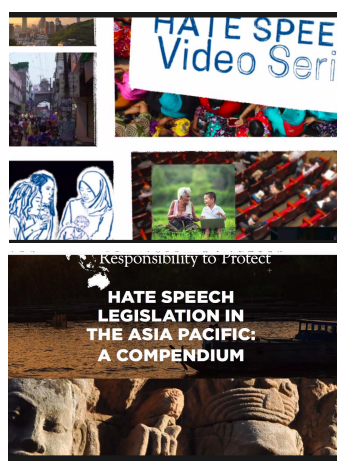 HATE SPEE
Video Seri
Responsibility to Protect
HATE SPEECH
LEGISLATION IN
THE ASIA PACIFIC:
A COMPENDIUM